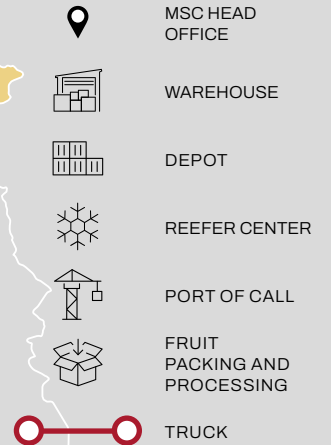 MSC HEAD
OFFICE
WAREHOUSE
DEPOT
REEFER CENTER
PORT OF CALL
FRUIT
PACKING AND
PROCESSING
TRUCK